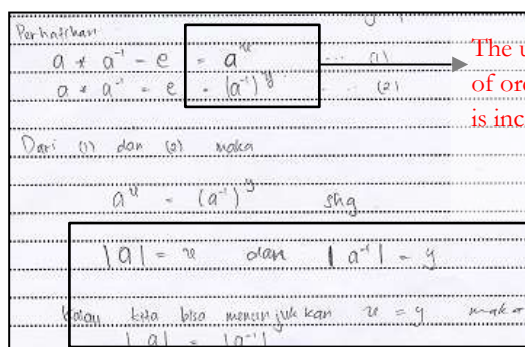 Perhatikan
a * a⁻¹ = e = aˣ ... (1)
a * a⁻¹ = e = (a⁻¹)ʸ ... (2)
The u
of ord
is inc
Dari (1) dan (2) maka
aˣ = (a⁻¹)ʸ shg
|a| = x dan |a⁻¹| = y
kalau kita bisa menunjukkan x = y maka
|a| = |a⁻¹|